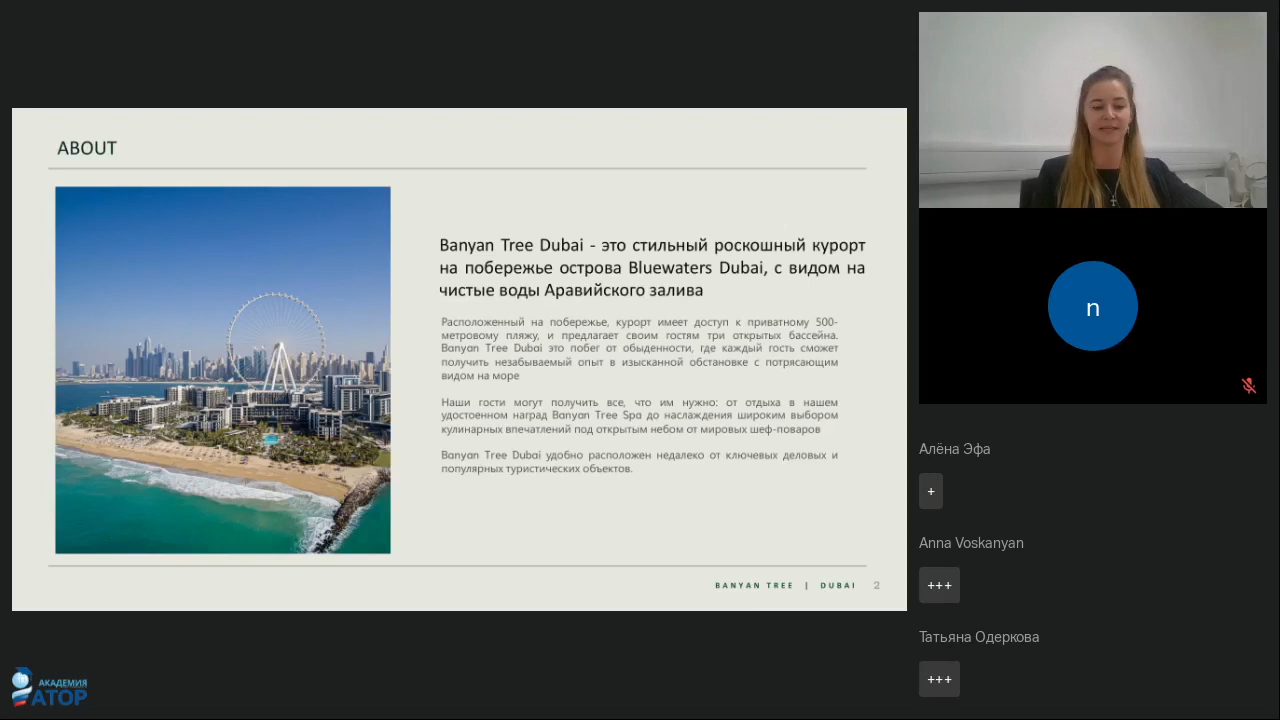 ABOUT
Banyan Tree Dubai - это стильный роскошный курорт
на побережье острова Bluewaters Dubai, с видом на
чистые воды Аравийского залива
Расположенный на побережье, курорт имеет доступ к приватному 500-
метровому пляжу, и предлагает своим гостям три открытых бассейна.
Banyan Tree Dubai это побег от обыденности, где каждый гость сможет
получить незабываемый опыт в изысканной обстановке с потрясающим
видом на море
Наши гости могут получить все, что им нужно: от отдыха в нашем
удостоенном наград Banyan Tree Spa до наслаждения широким выбором
кулинарных впечатлений под открытым небом от мировых шеф-поваров
Banyan Tree Dubai удобно расположен недалеко от ключевых деловых и
популярных туристических объектов.
BANYAN TREE | DUBAI 2
n
Алёна Эфа
+
Anna Voskanyan
+++
Татьяна Одеркова
+++
АКАДЕМИЯ
АТОР